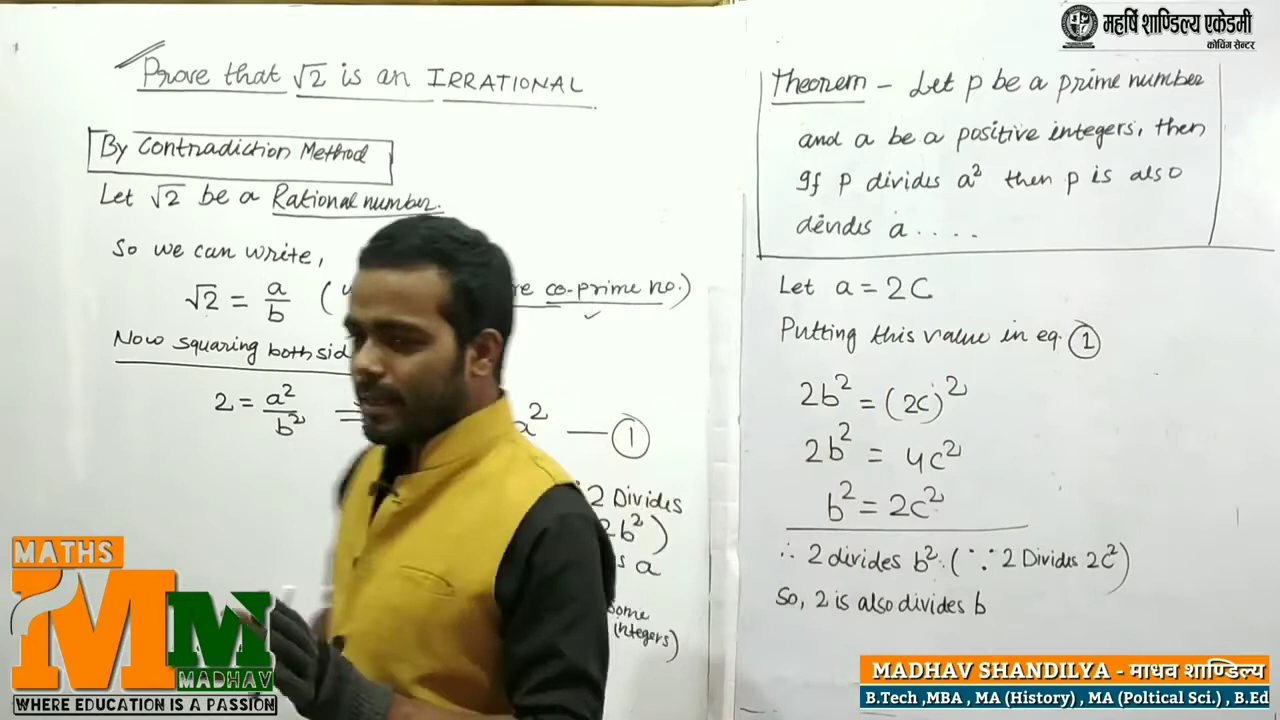 Prove that √2 is an IRRATIONAL
By Contradiction Method
Let √2 be a Rational number.
So we can write,
√2 = a/b ( re co-prime no.)
Now squaring both sid
2 = a²/b² = a² — ①
∵ 2 Divides
2b²)
s a
some
integers)
महर्षि शाण्डिल्य एकेडमी
कोचिंग सेन्टर
Theorem – Let p be a prime number
and a be a positive integers, then
If p divides a² then p is also
devides a . . . .
Let a = 2C
Putting this value in eq. ①
2b² = (2c)²
2b² = 4c²
b² = 2c²
∴ 2 divides b². (∵ 2 Divides 2c²)
So, 2 is also divides b
MATHS
MM
MADHAV
WHERE EDUCATION IS A PASSION
MADHAV SHANDILYA - माधव शाण्डिल्य
B.Tech ,MBA , MA (History) , MA (Poltical Sci.) , B.Ed